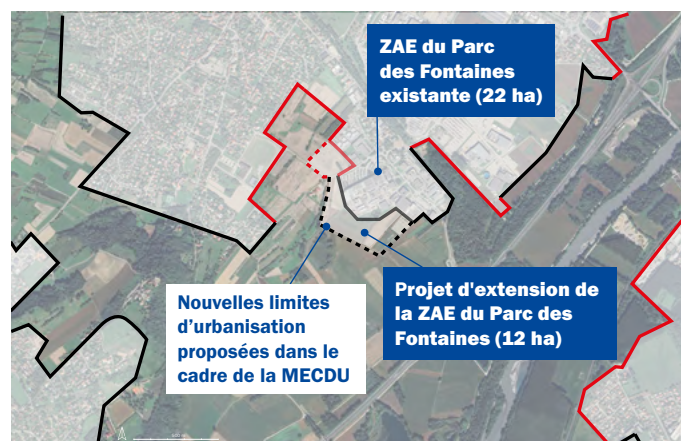 ZAE du Parc
des Fontaines
existante (22 ha)
Nouvelles limites
d’urbanisation
proposées dans le
cadre de la MECDU
Projet d'extension de
la ZAE du Parc des
Fontaines (12 ha)